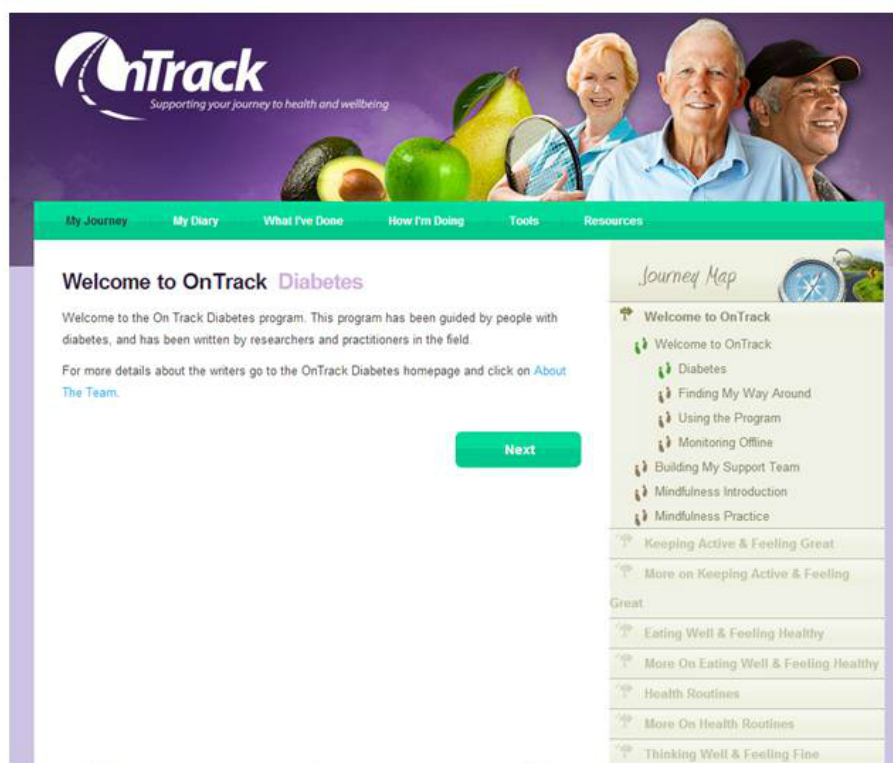 OnTrack
Supporting your journey to health and wellbeing
My Journey My Diary What I've Done How I'm Doing Tools Resources
Welcome to OnTrack Diabetes
Welcome to the On Track Diabetes program. This program has been guided by people with
diabetes, and has been written by researchers and practitioners in the field.
For more details about the writers go to the OnTrack Diabetes homepage and click on About
The Team.
Next
Journey Map
Welcome to OnTrack
Welcome to OnTrack
Diabetes
Finding My Way Around
Using the Program
Monitoring Offline
Building My Support Team
Mindfulness Introduction
Mindfulness Practice
Keeping Active & Feeling Great
More on Keeping Active & Feeling
Great
Eating Well & Feeling Healthy
More On Eating Well & Feeling Healthy
Health Routines
More On Health Routines
Thinking Well & Feeling Fine